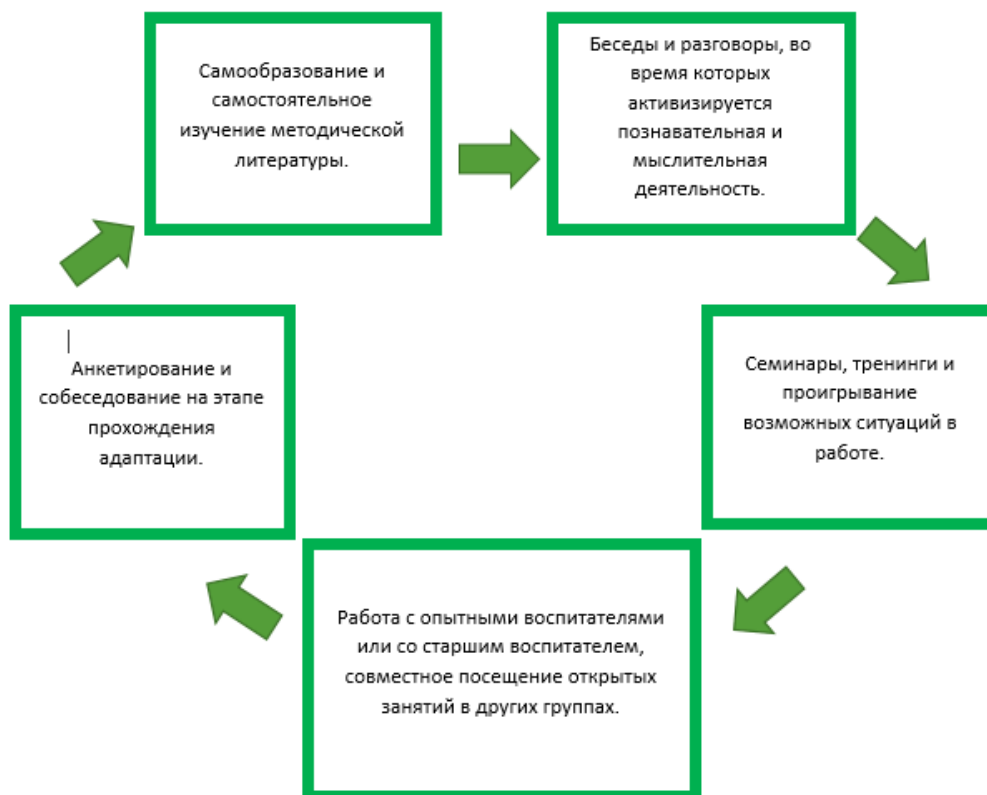 Самообразование и
самостоятельное
изучение методической
литературы.
Беседы и разговоры, во
время которых
активизируется
познавательная и
мыслительная
деятельность.
Семинары, тренинги и
проигрывание
возможных ситуаций в
работе.
Работа с опытными воспитателями
или со старшим воспитателем,
совместное посещение открытых
занятий в других группах.
Анкетирование и
собеседование на этапе
прохождения
адаптации.